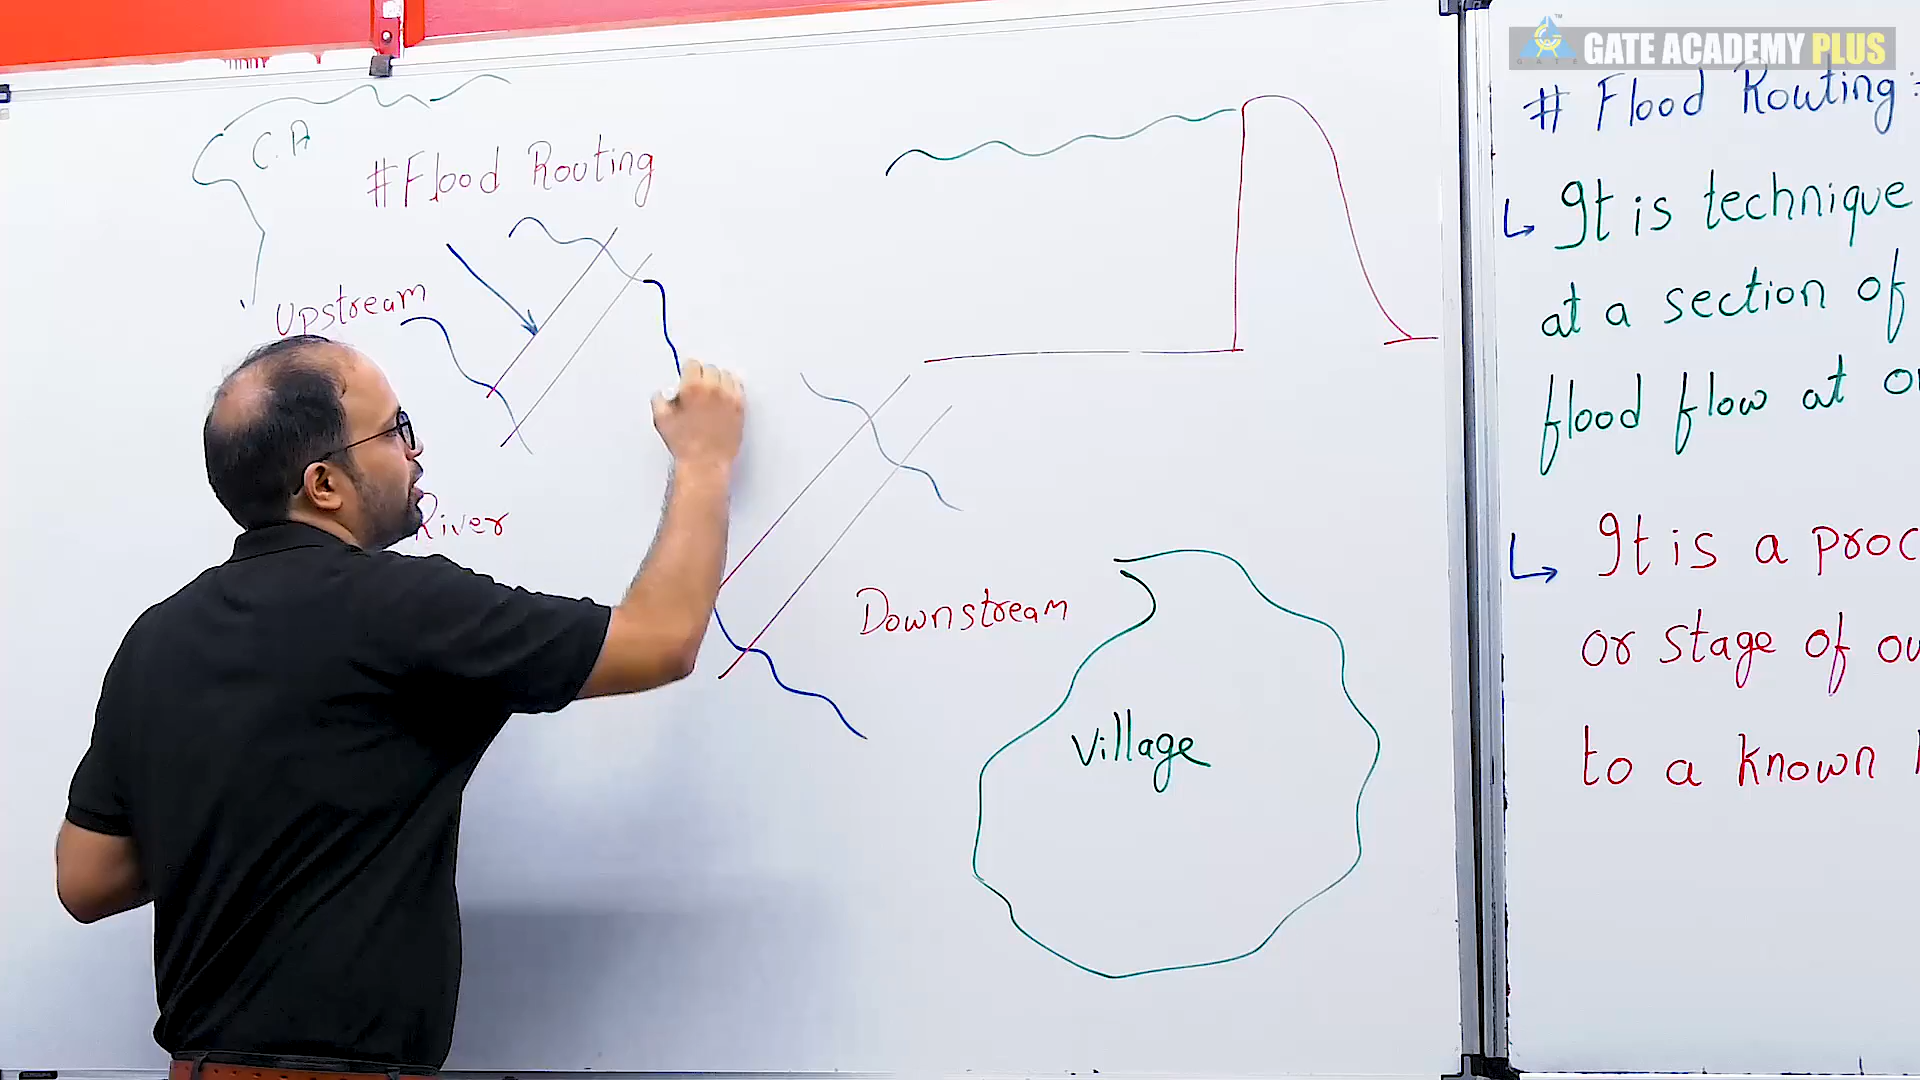 GATE ACADEMY PLUS
C.A
# Flood Routing
Upstream
River
Downstream
Village
# Flood Routing :
↳ It is technique
at a section of
flood flow at
↳ It is a proc
or stage of ou
to a known